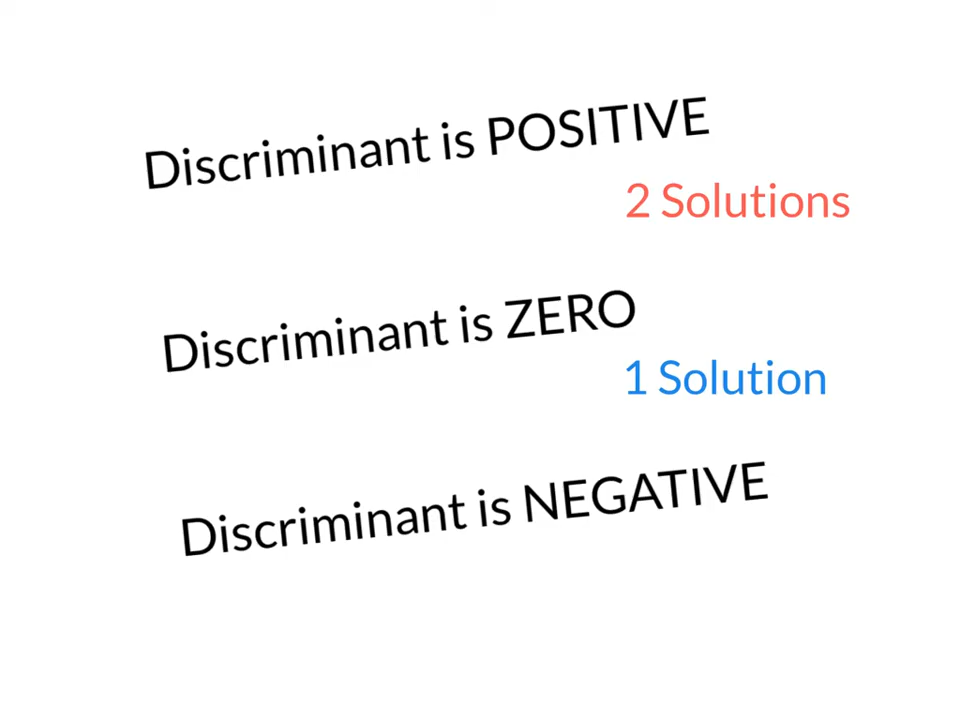 Discriminant is POSITIVE
2 Solutions
Discriminant is ZERO
1 Solution
Discriminant is NEGATIVE